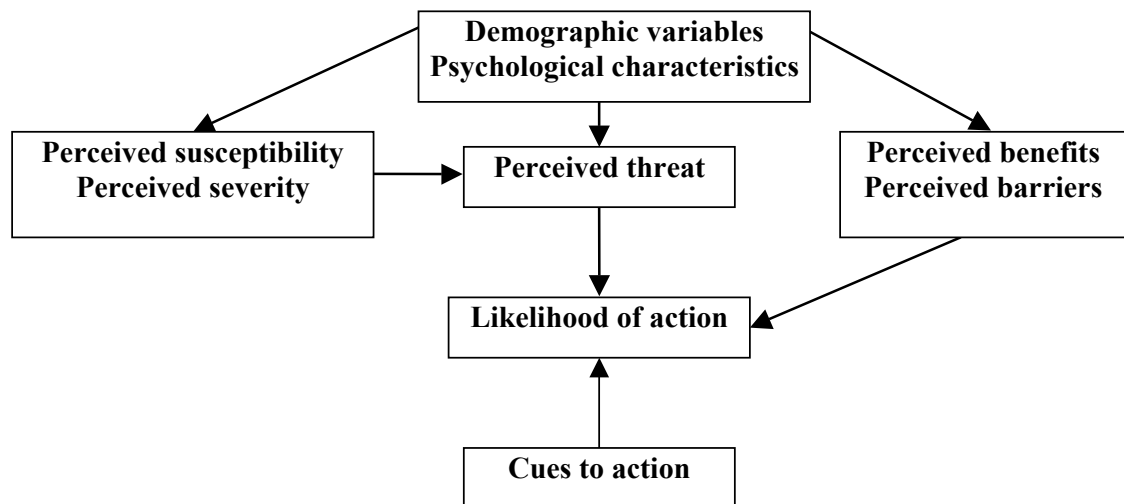 Demographic variables
Psychological characteristics
Perceived susceptibility
Perceived severity
Perceived threat
Perceived benefits
Perceived barriers
Likelihood of action
Cues to action